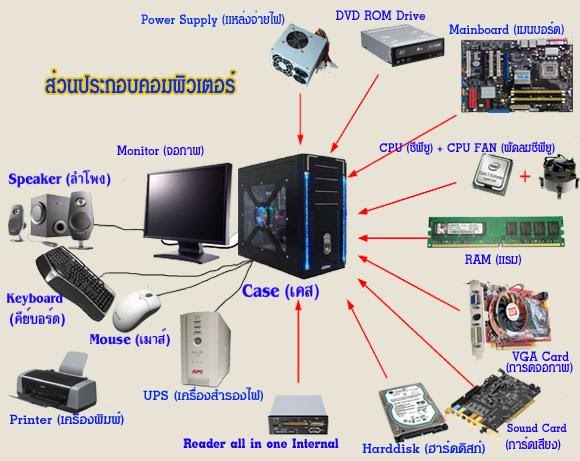 Power Supply (แหล่งจ่ายไฟ)
DVD ROM Drive
Mainboard (เมนบอร์ด)
ส่วนประกอบคอมพิวเตอร์
Monitor (จอภาพ)
CPU (ซีพียู) + CPU FAN (พัดลมซีพียู)
Speaker (ลำโพง)
+
RAM (แรม)
Case (เคส)
Keyboard
(คีย์บอร์ด)
Mouse (เมาส์)
VGA Card
(การ์ดจอภาพ)
APC
UPS (เครื่องสำรองไฟ)
Printer (เครื่องพิมพ์)
Reader all in one Internal
Harddisk (ฮาร์ดดิสก์)
Sound Card
(การ์ดเสียง)